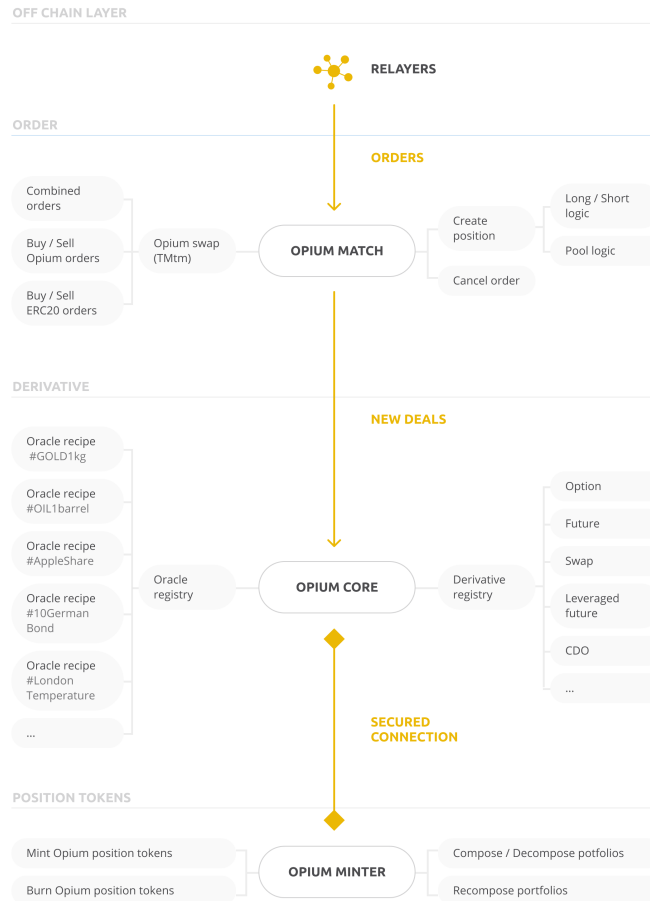 OFF CHAIN LAYER
RELAYERS
ORDER
ORDERS
Combined
orders
Buy / Sell
Opium orders
Buy / Sell
ERC20 orders
Opium swap
(TMtm)
OPIUM MATCH
Create
position
Cancel order
Long / Short
logic
Pool logic
DERIVATIVE
NEW DEALS
Oracle recipe
#GOLD1kg
Oracle recipe
#OIL1barrel
Oracle recipe
#AppleShare
Oracle recipe
#10German
Bond
Oracle recipe
#London
Temperature
...
Oracle
registry
OPIUM CORE
Derivative
registry
Option
Future
Swap
Leveraged
future
CDO
...
SECURED
CONNECTION
POSITION TOKENS
Mint Opium position tokens
Burn Opium position tokens
OPIUM MINTER
Compose / Decompose potfolios
Recompose portfolios